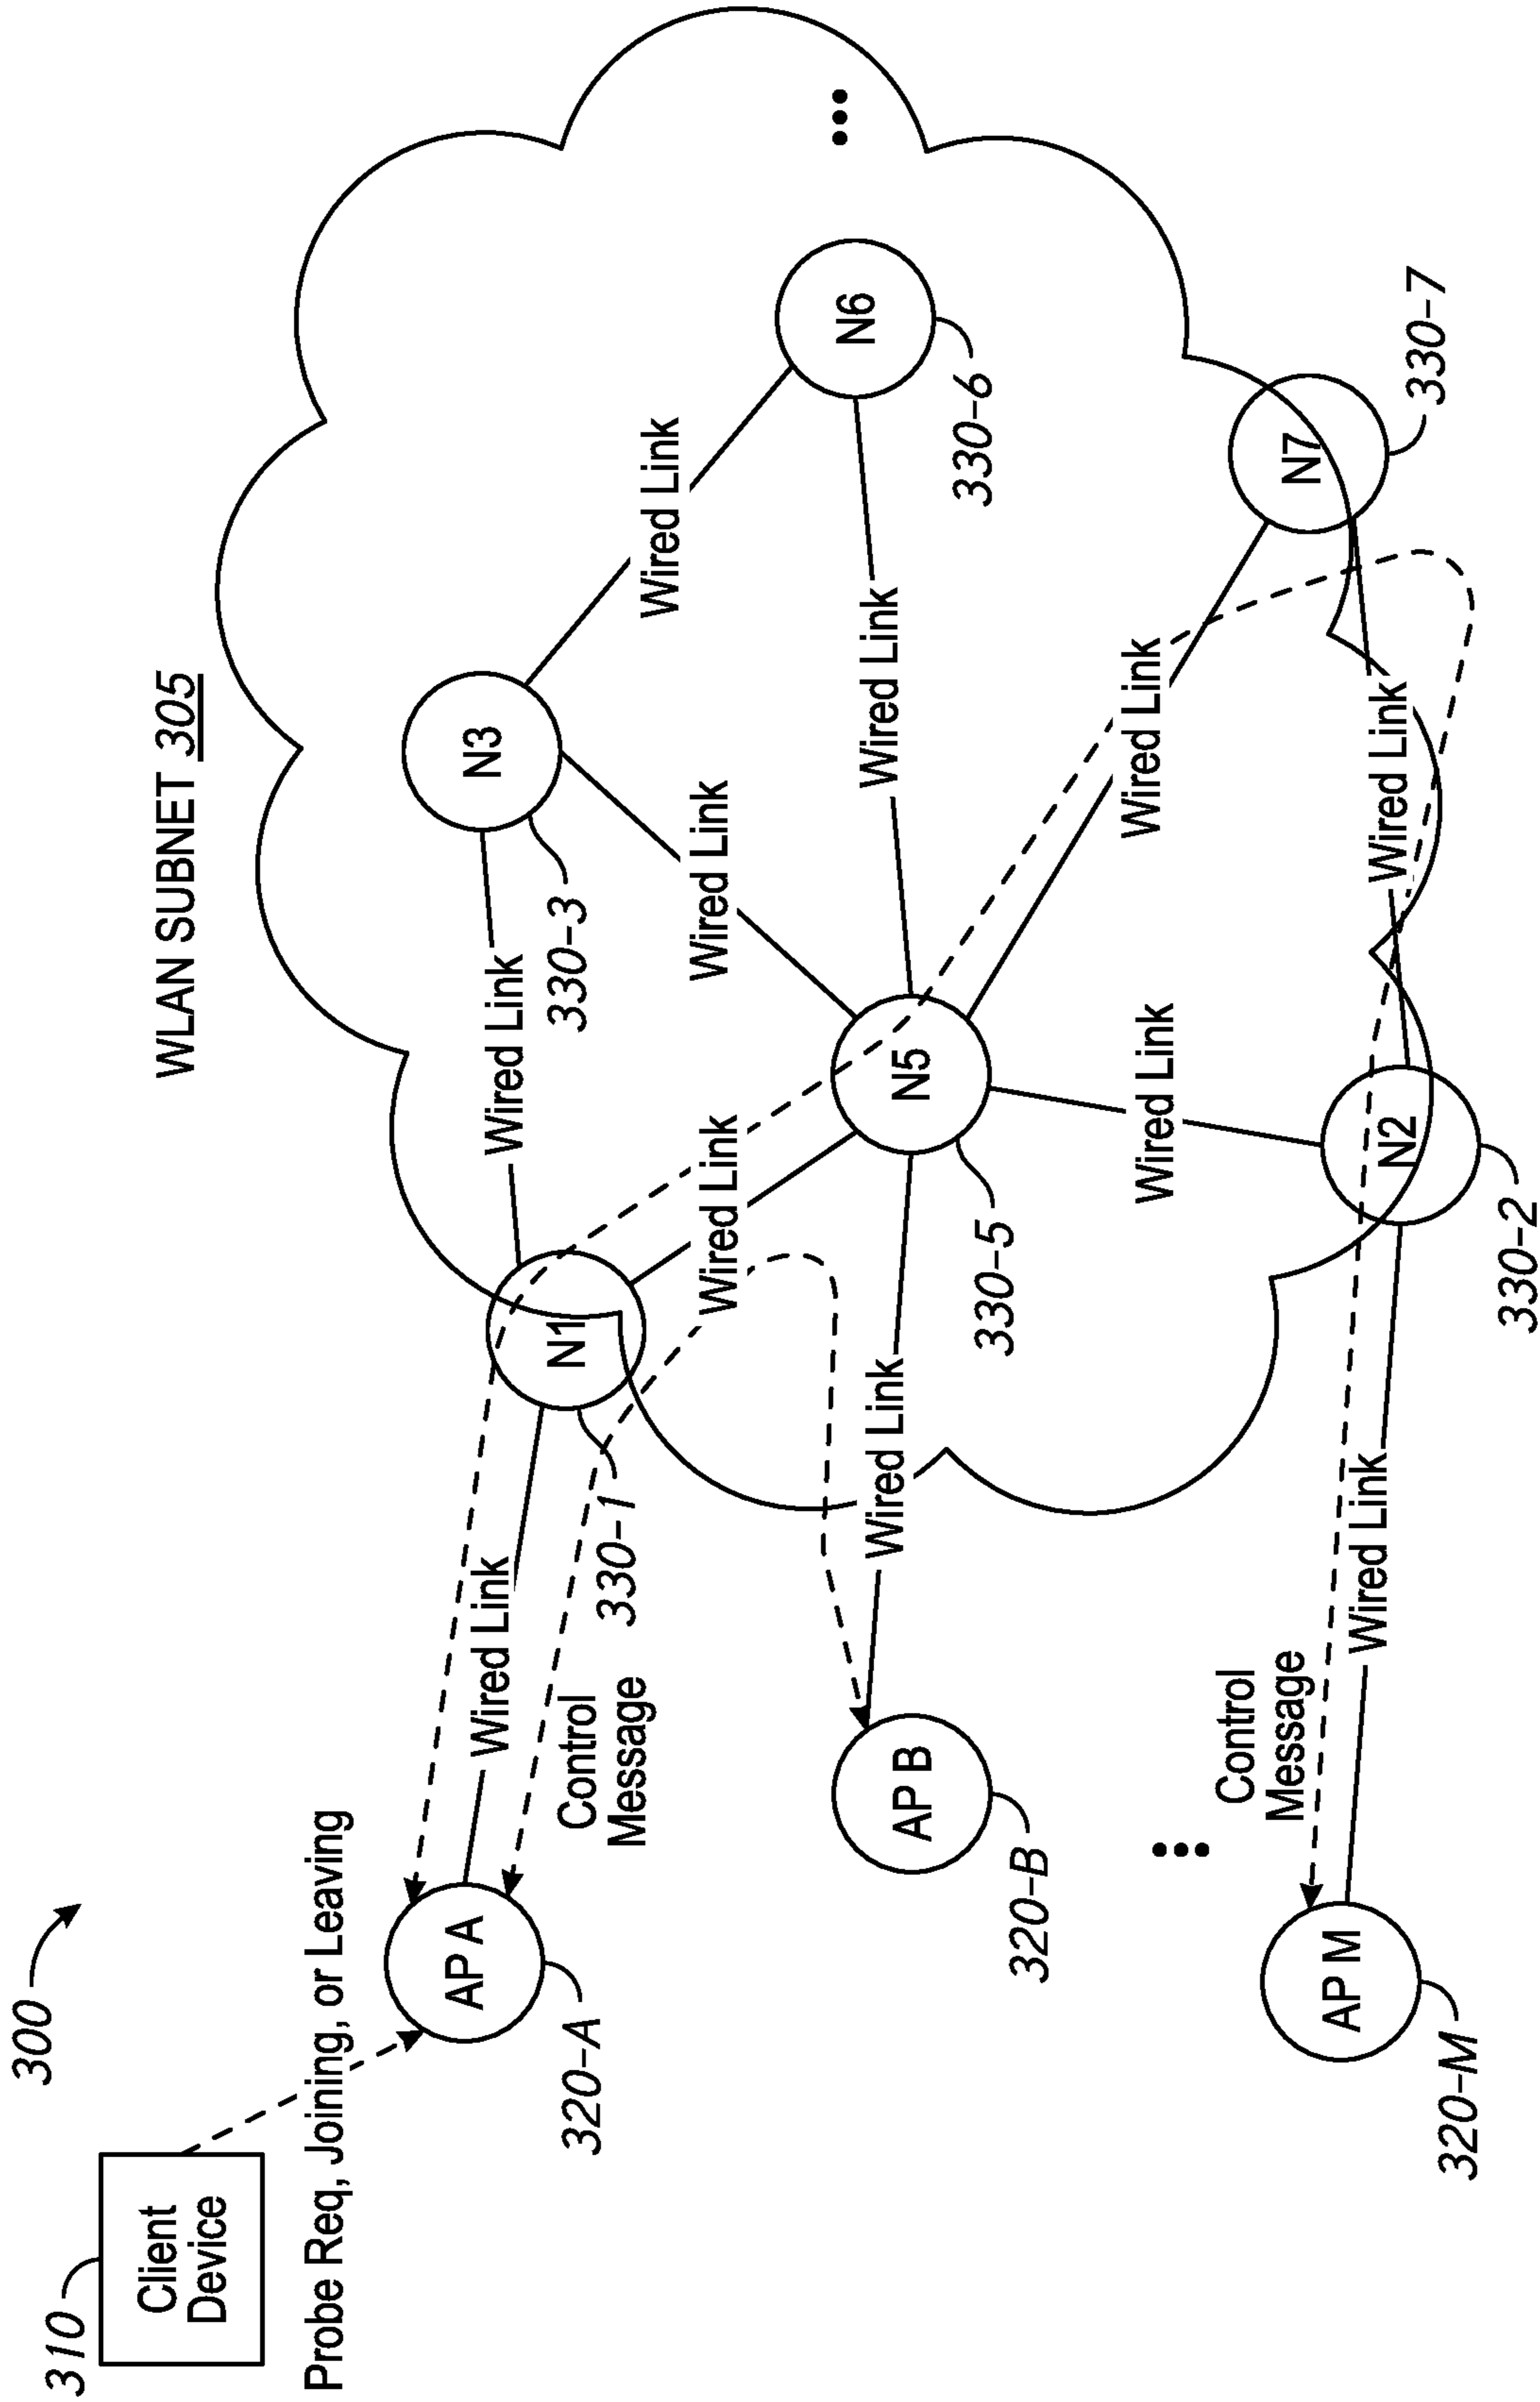 300
310
Client
Device
Probe Req, Joining, or Leaving
WLAN SUBNET 305
AP A
320-A
Wired Link
Control
Message
N1
330-1
Wired Link
N3
330-3
Wired Link
Wired Link
Wired Link
N6
330-6
Wired Link
AP B
320-B
Wired Link
N5
330-5
Wired Link
Wired Link
N7
330-7
AP M
320-M
Control
Message
Wired Link
N2
330-2
Wired Link